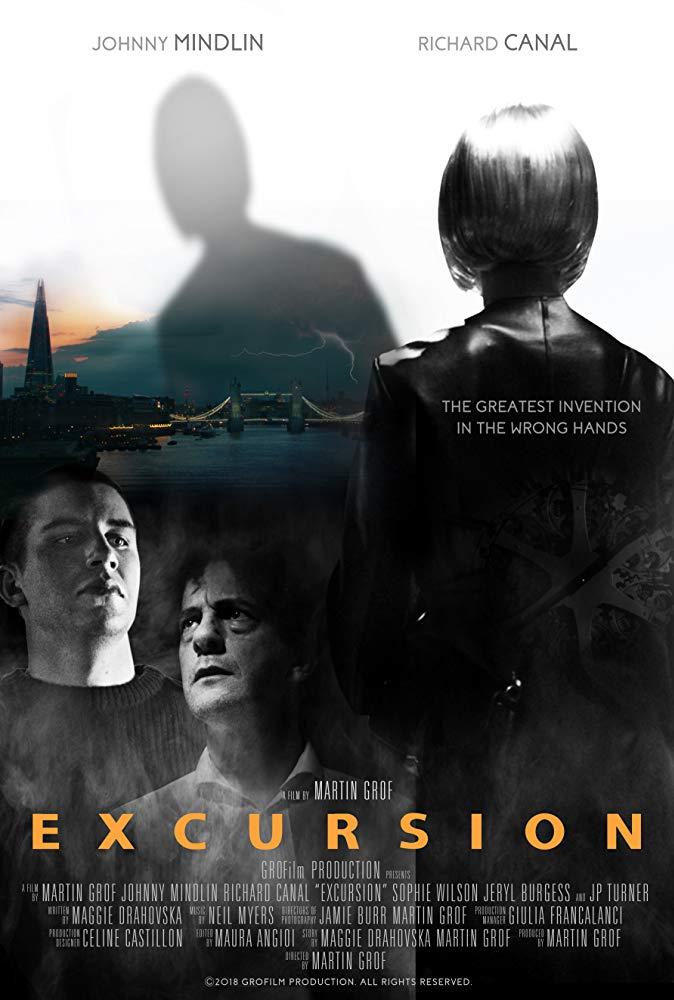 JOHNNY MINDLIN
RICHARD CANAL
THE GREATEST INVENTION
IN THE WRONG HANDS
A FILM BY MARTIN GROF
EXCURSION
GROFilm PRODUCTION PRESENTS
A FILM BY MARTIN GROF JOHNNY MINDLIN RICHARD CANAL "EXCURSION" SOPHIE WILSON JERYL BURGESS AND JP TURNER
WRITTEN BY MAGGIE DRAHOVSKA MUSIC BY NEIL MYERS DIRECTORS OF PHOTOGRAPHY JAMIE BURR MARTIN GROF PRODUCTION MANAGER GIULIA FRANCALANCI
PRODUCTION DESIGNER CELINE CASTILLON EDITED BY MAURA ANGIOI STORY BY MAGGIE DRAHOVSKA MARTIN GROF PRODUCED BY MARTIN GROF
DIRECTED BY MARTIN GROF
©2018 GROFILM PRODUCTION. ALL RIGHTS RESERVED.